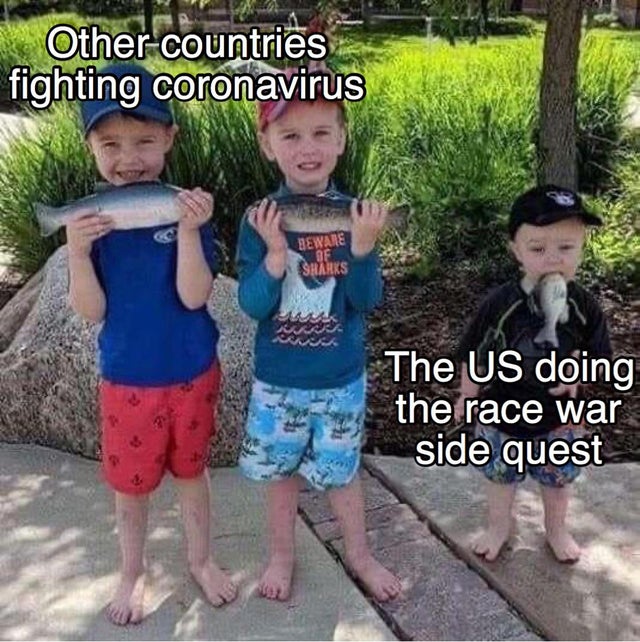 Other countries
fighting coronavirus
BEWARE
OF
SHARKS
The US doing
the race war
side quest